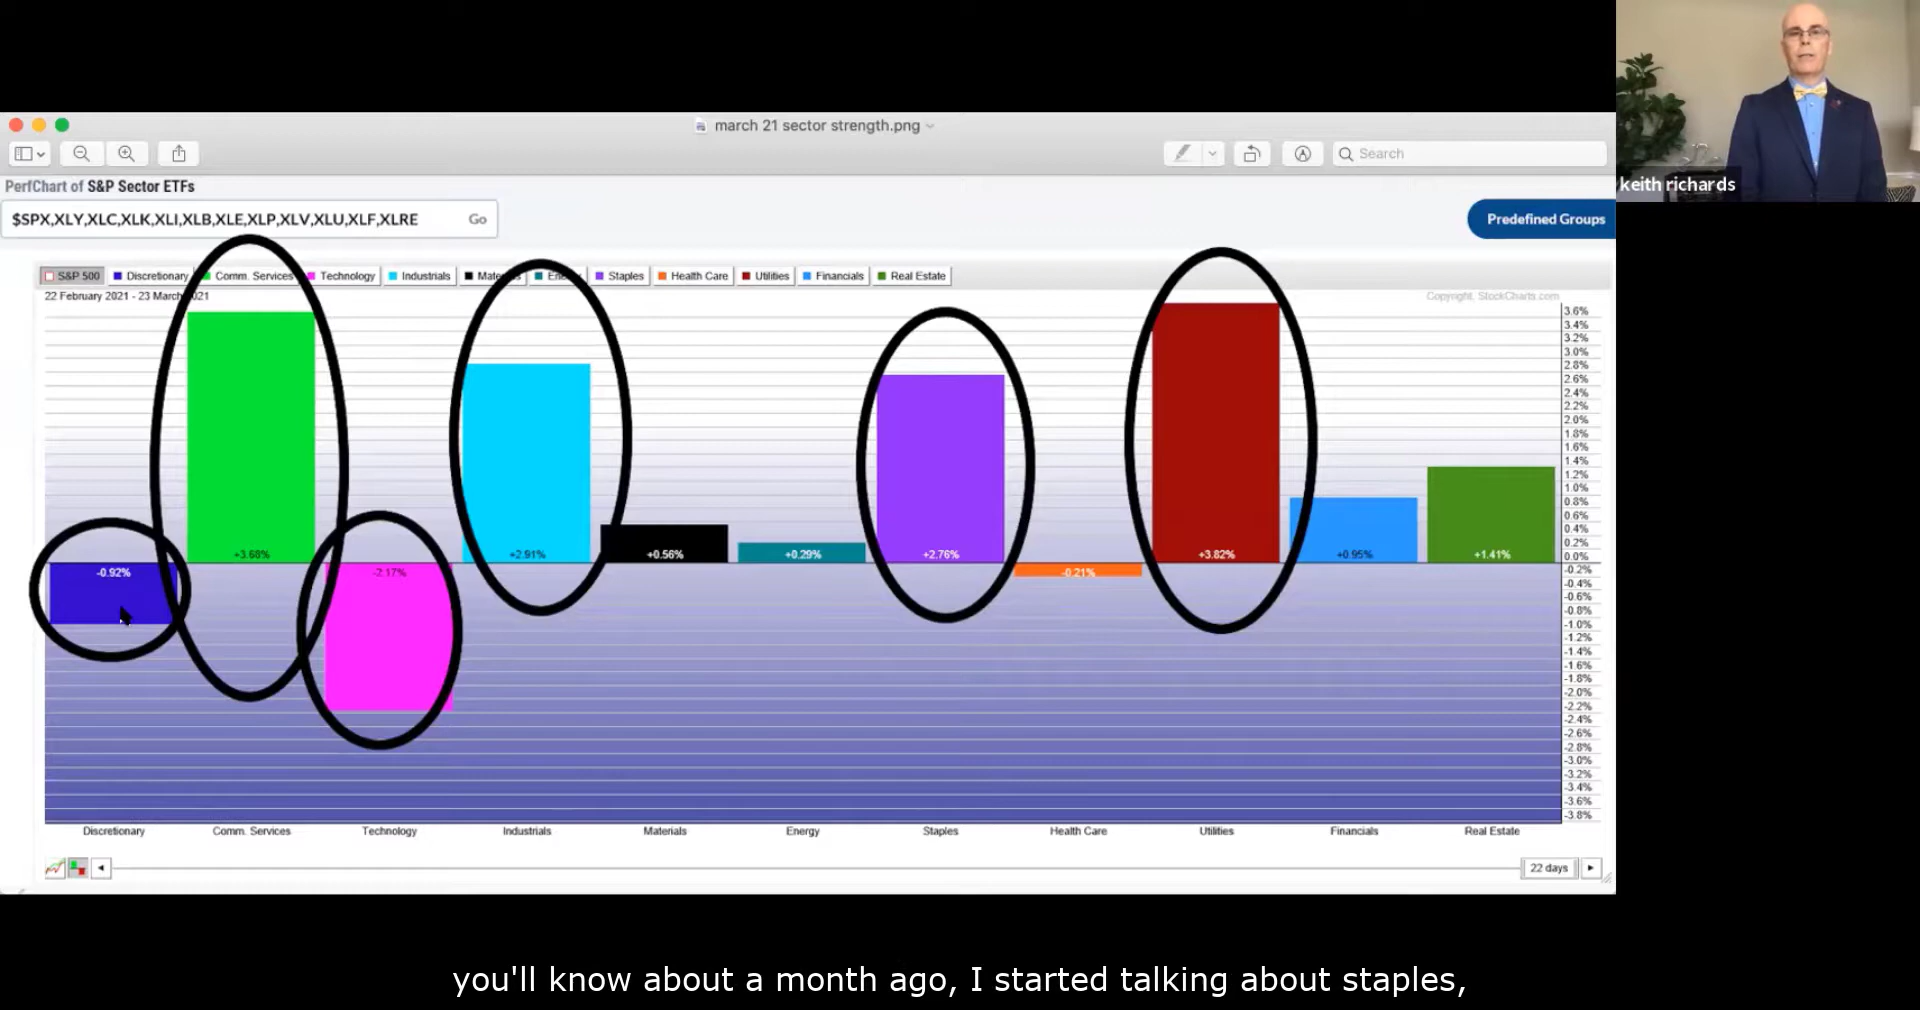 march 21 sector strength.png
Search
keith richards
PerfChart of S&P Sector ETFs
$SPX,XLY,XLC,XLK,XLI,XLB,XLE,XLP,XLV,XLU,XLF,XLRE Go
Predefined Groups
S&P 500 Discretionary Comm. Services Technology Industrials Staples Health Care Utilities Financials Real Estate
22 February 2021 - 23 March 2021
Copyright, StockCharts.com
3.6%
3.4%
3.2%
3.0%
2.8%
2.6%
2.4%
2.2%
2.0%
1.8%
1.6%
1.4%
1.2%
1.0%
0.8%
0.6%
0.4%
0.2%
0.0%
-0.2%
-0.4%
-0.6%
-0.8%
-1.0%
-1.2%
-1.4%
-1.6%
-1.8%
-2.0%
-2.2%
-2.4%
-2.6%
-2.8%
-3.0%
-3.2%
-3.4%
-3.6%
-3.8%
+3.68% +2.91% +0.56% +0.29% +2.76% +3.82% +0.95% +1.41%
-0.92% -2.17% -0.21%
Discretionary Comm. Services Technology Industrials Materials Energy Staples Health Care Utilities Financials Real Estate
22 days
you'll know about a month ago, I started talking about staples,